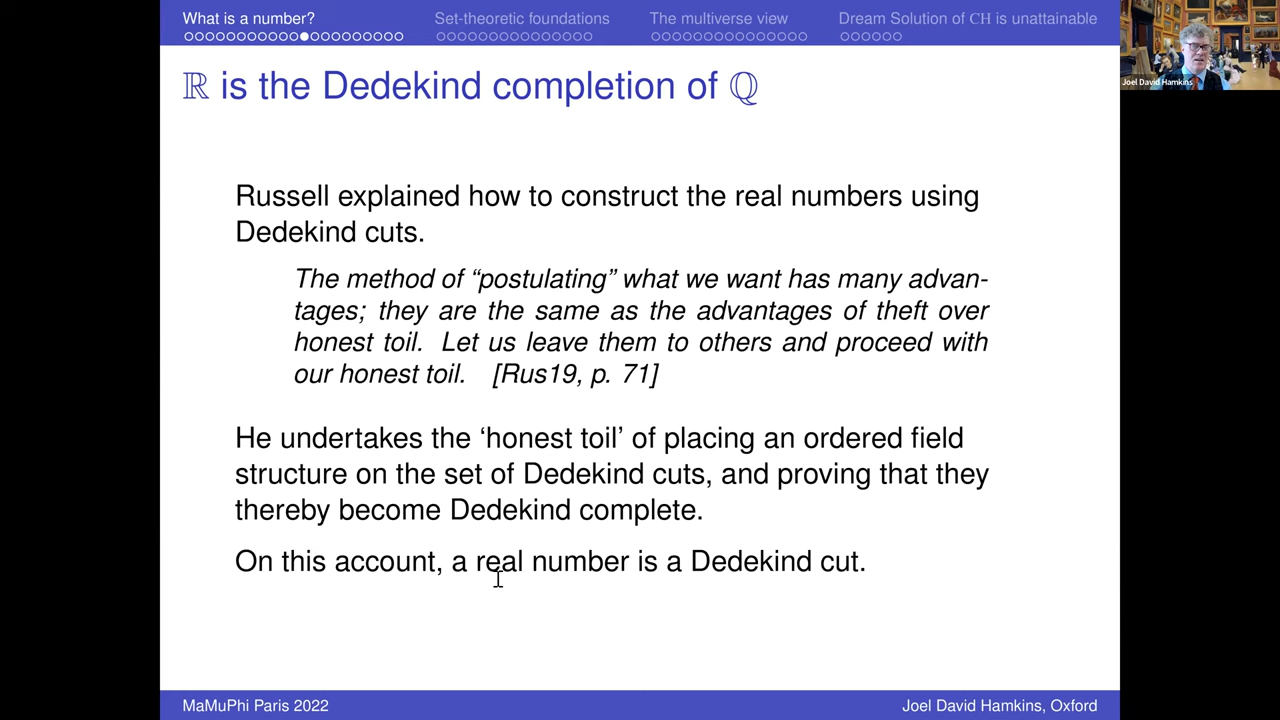 What is a number?
Set-theoretic foundations
The multiverse view
Dream Solution of CH is unattainable
ℝ is the Dedekind completion of ℚ
Joel David Hamkins
Russell explained how to construct the real numbers using
Dedekind cuts.
The method of “postulating” what we want has many advan-
tages; they are the same as the advantages of theft over
honest toil. Let us leave them to others and proceed with
our honest toil. [Rus19, p. 71]
He undertakes the ‘honest toil’ of placing an ordered field
structure on the set of Dedekind cuts, and proving that they
thereby become Dedekind complete.
On this account, a real number is a Dedekind cut.
MaMuPhi Paris 2022
Joel David Hamkins, Oxford